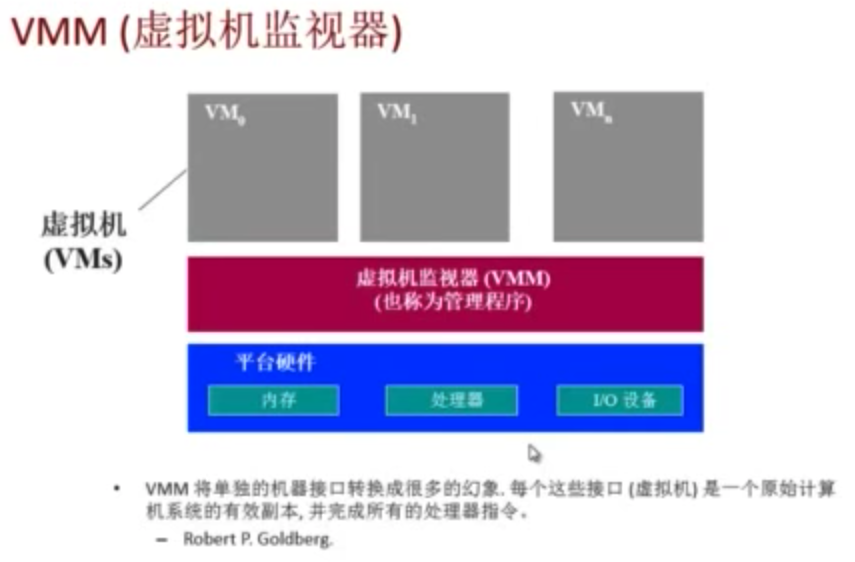 VMM (虚拟机监视器)
VM0
VM1
VMn
虚拟机
(VMs)
虚拟机监视器 (VMM)
(也称为管理程序)
平台硬件
内存
处理器
I/O 设备
• VMM 将单独的机器接口转换成很多的幻象. 每个这些接口 (虚拟机) 是一个原始计算
机系统的有效副本, 并完成所有的处理器指令。
– Robert P. Goldberg.